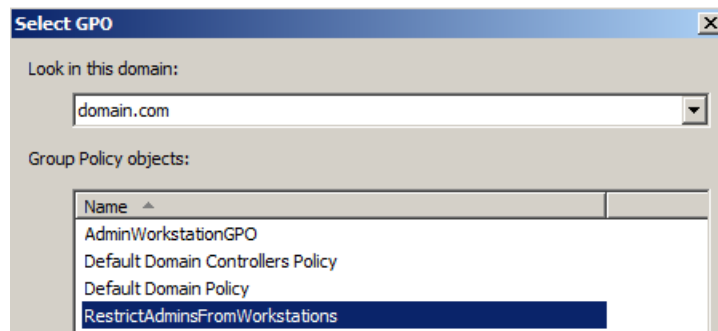 Select GPO
Look in this domain:
domain.com
Group Policy objects:
Name
AdminWorkstationGPO
Default Domain Controllers Policy
Default Domain Policy
RestrictAdminsFromWorkstations